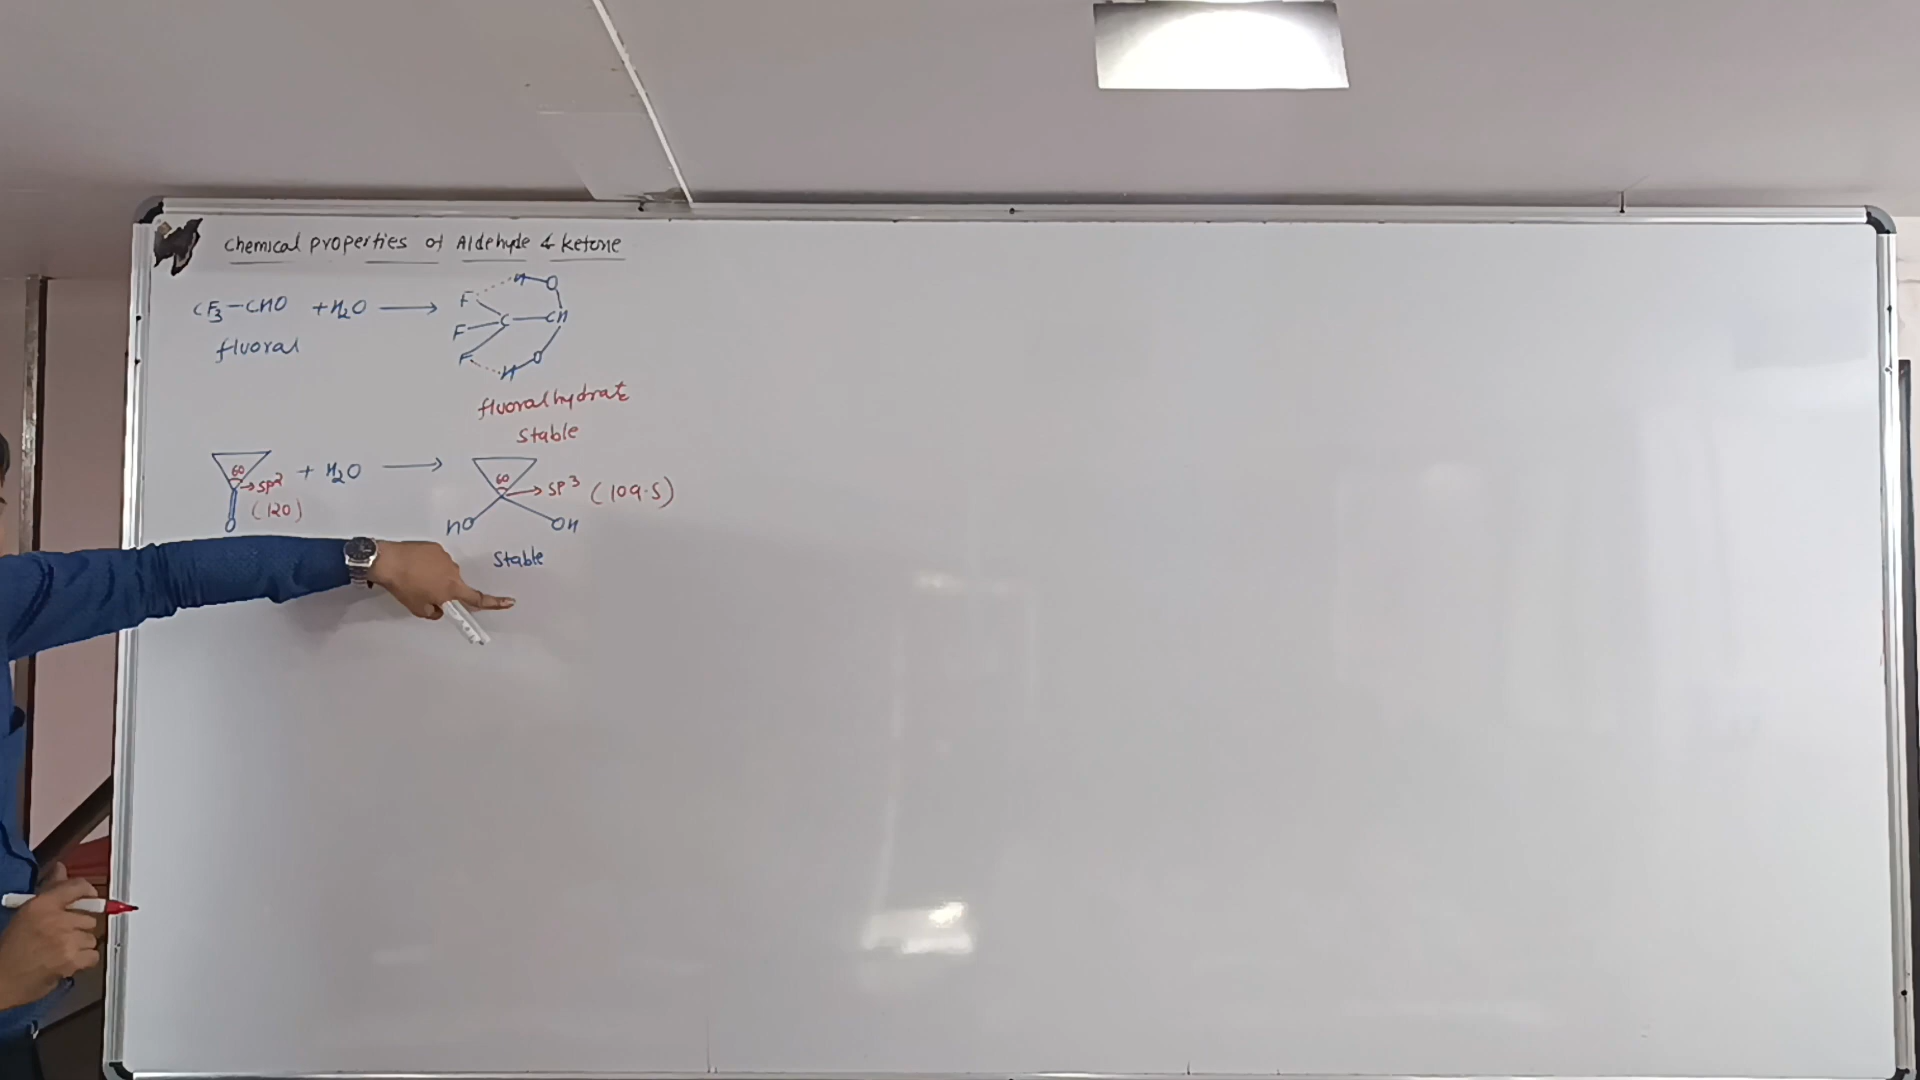 Chemical properties of Aldehyde & ketone
CF3-CHO + H2O ⟶
F F F C CH H O O H
fluoral
fluoral hydrate
stable
60 →sp2 + H2O ⟶ 60 → sp3 (109.5)
(120)
O HO OH
Stable